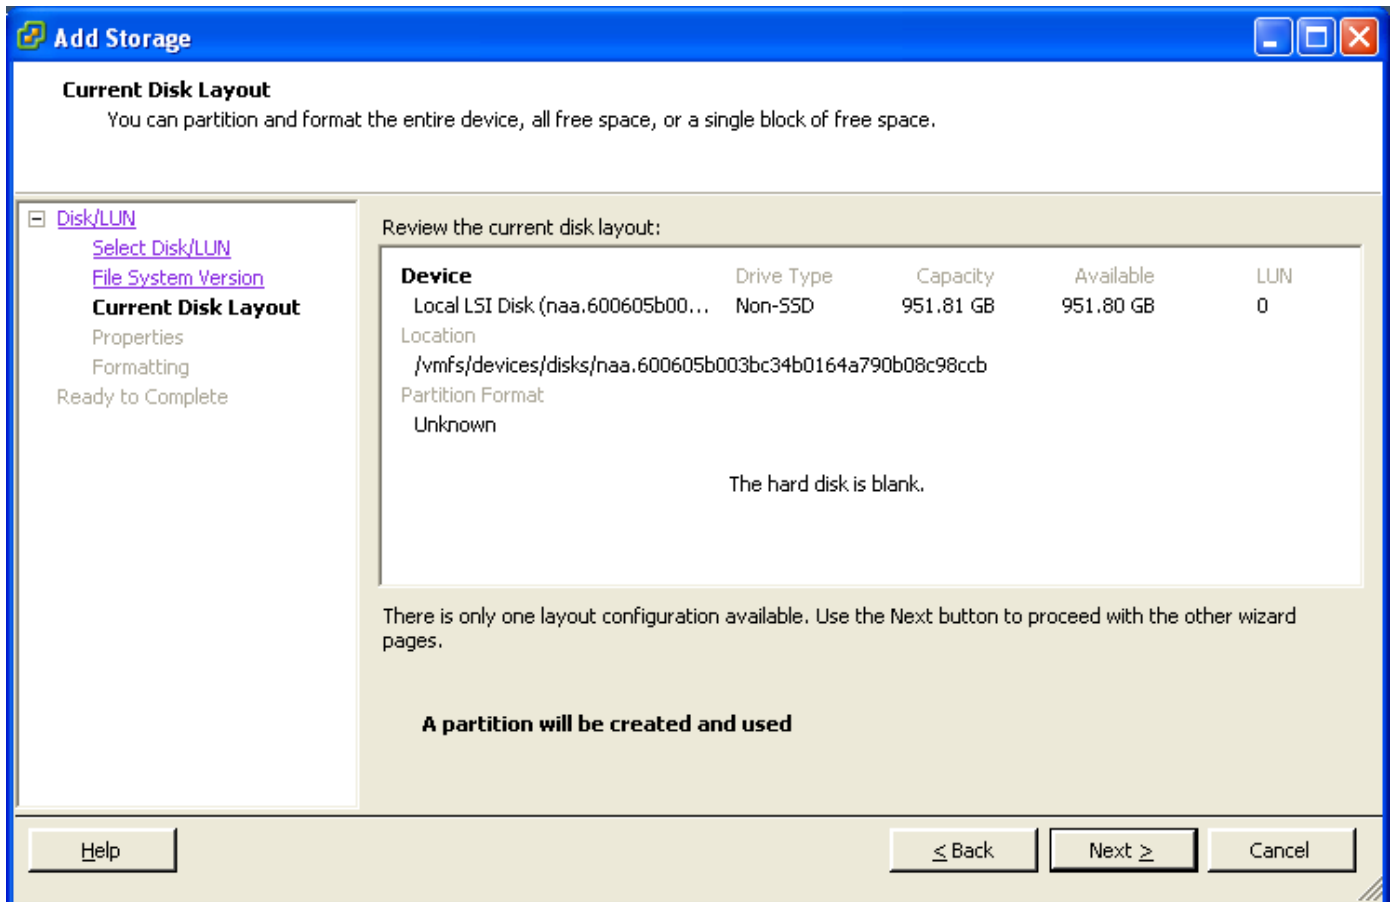 Add Storage
Current Disk Layout
You can partition and format the entire device, all free space, or a single block of free space.
Disk/LUN
Select Disk/LUN
File System Version
Current Disk Layout
Properties
Formatting
Ready to Complete
Review the current disk layout:
Device Drive Type Capacity Available LUN
Local LSI Disk (naa.600605b00... Non-SSD 951.81 GB 951.80 GB 0
Location
/vmfs/devices/disks/naa.600605b003bc34b0164a790b08c98ccb
Partition Format
Unknown
The hard disk is blank.
There is only one layout configuration available. Use the Next button to proceed with the other wizard
pages.
A partition will be created and used
Help ≤ Back Next ≥ Cancel